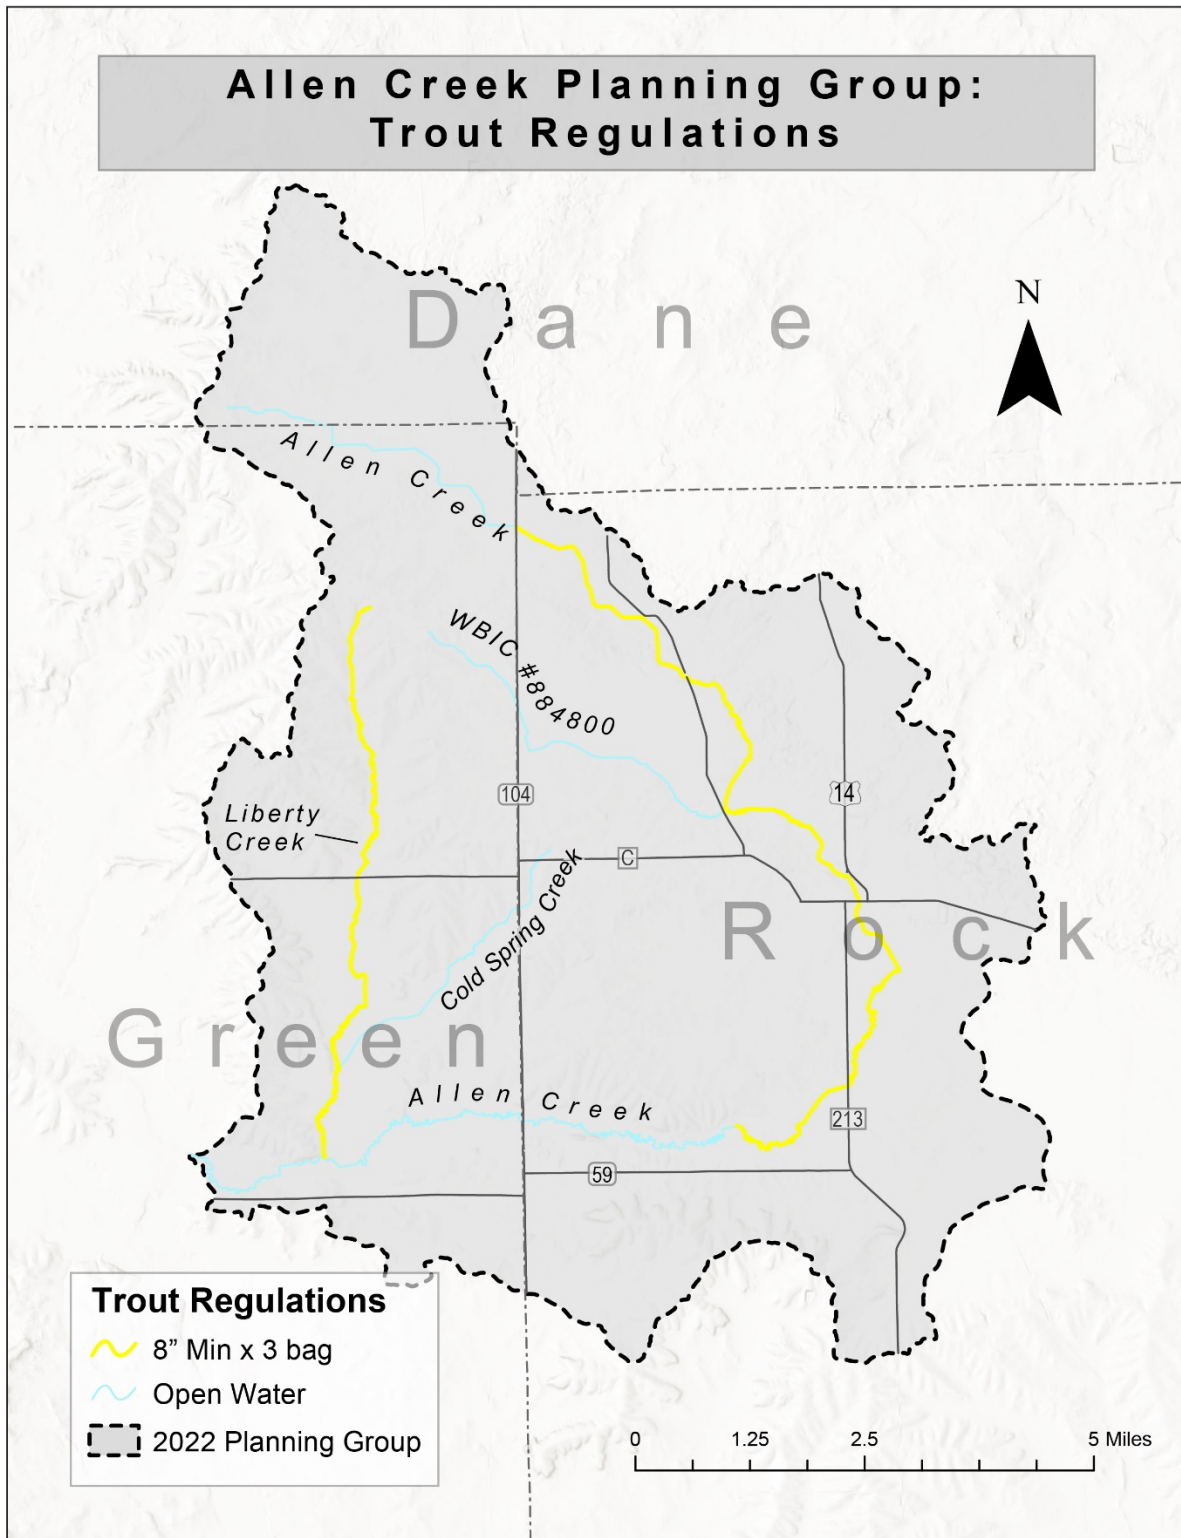 Allen Creek Planning Group:
Trout Regulations
Dane
N
Allen Creek
WBIC #884800
Liberty
Creek
104
14
C
Cold Spring Creek
Rock
Green
Allen Creek
213
59
Trout Regulations
8” Min x 3 bag
Open Water
2022 Planning Group
0 1.25 2.5 5 Miles